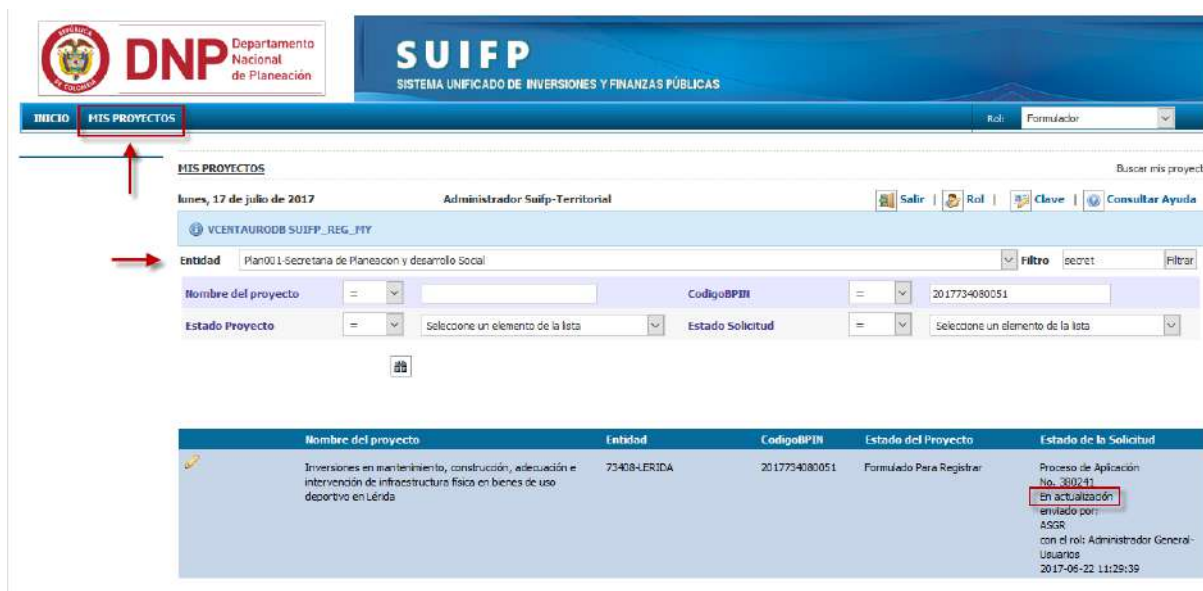 REPÚBLICA
DE COLOMBIA
DNP Departamento
Nacional
de Planeación
SUIFP
SISTEMA UNIFICADO DE INVERSIONES Y FINANZAS PÚBLICAS
INICIO MIS PROYECTOS Rol: Formulador
MIS PROYECTOS Buscar mis proyect
lunes, 17 de julio de 2017 Administrador Suifp-Territorial Salir | Rol | Clave | Consultar Ayuda
VCENTAURODB SUIFP_REG_MY
Entidad Plan001-Secretaria de Planeacion y desarrollo Social Filtro secret Filtrar
Nombre del proyecto = CodigoBPIN = 2017734080051
Estado Proyecto = Seleccione un elemento de la lista Estado Solicitud = Seleccione un elemento de la lista
Nombre del proyecto Entidad CodigoBPIN Estado del Proyecto Estado de la Solicitud
Inversiones en mantenimiento, construcción, adecuación e 73408-LERIDA 2017734080051 Formulado Para Registrar Proceso de Aplicación
intervención de infraestructura física en bienes de uso No. 380241
deportivo en Lérida En actualización
enviado por:
ASGR
con el rol: Administrador General-
Usuarios
2017-06-22 11:29:39